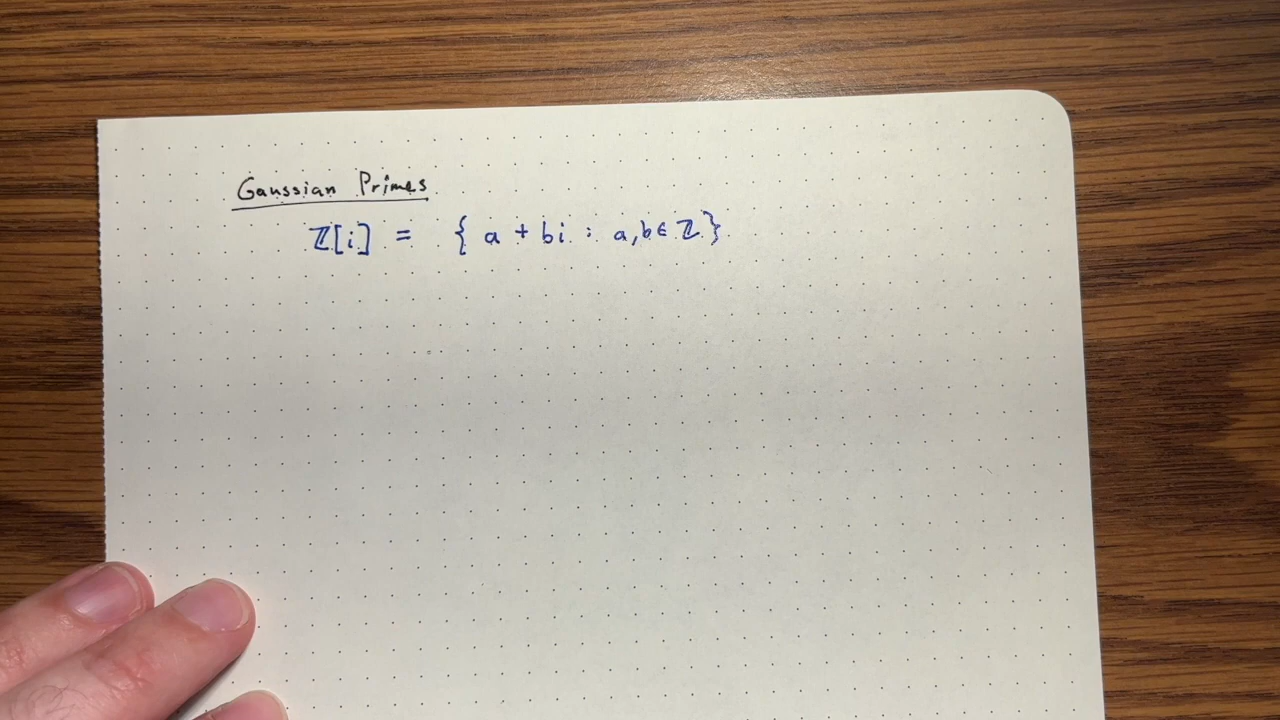 Gaussian Primes
ℤ[i] = { a + bi : a,b ∈ ℤ }